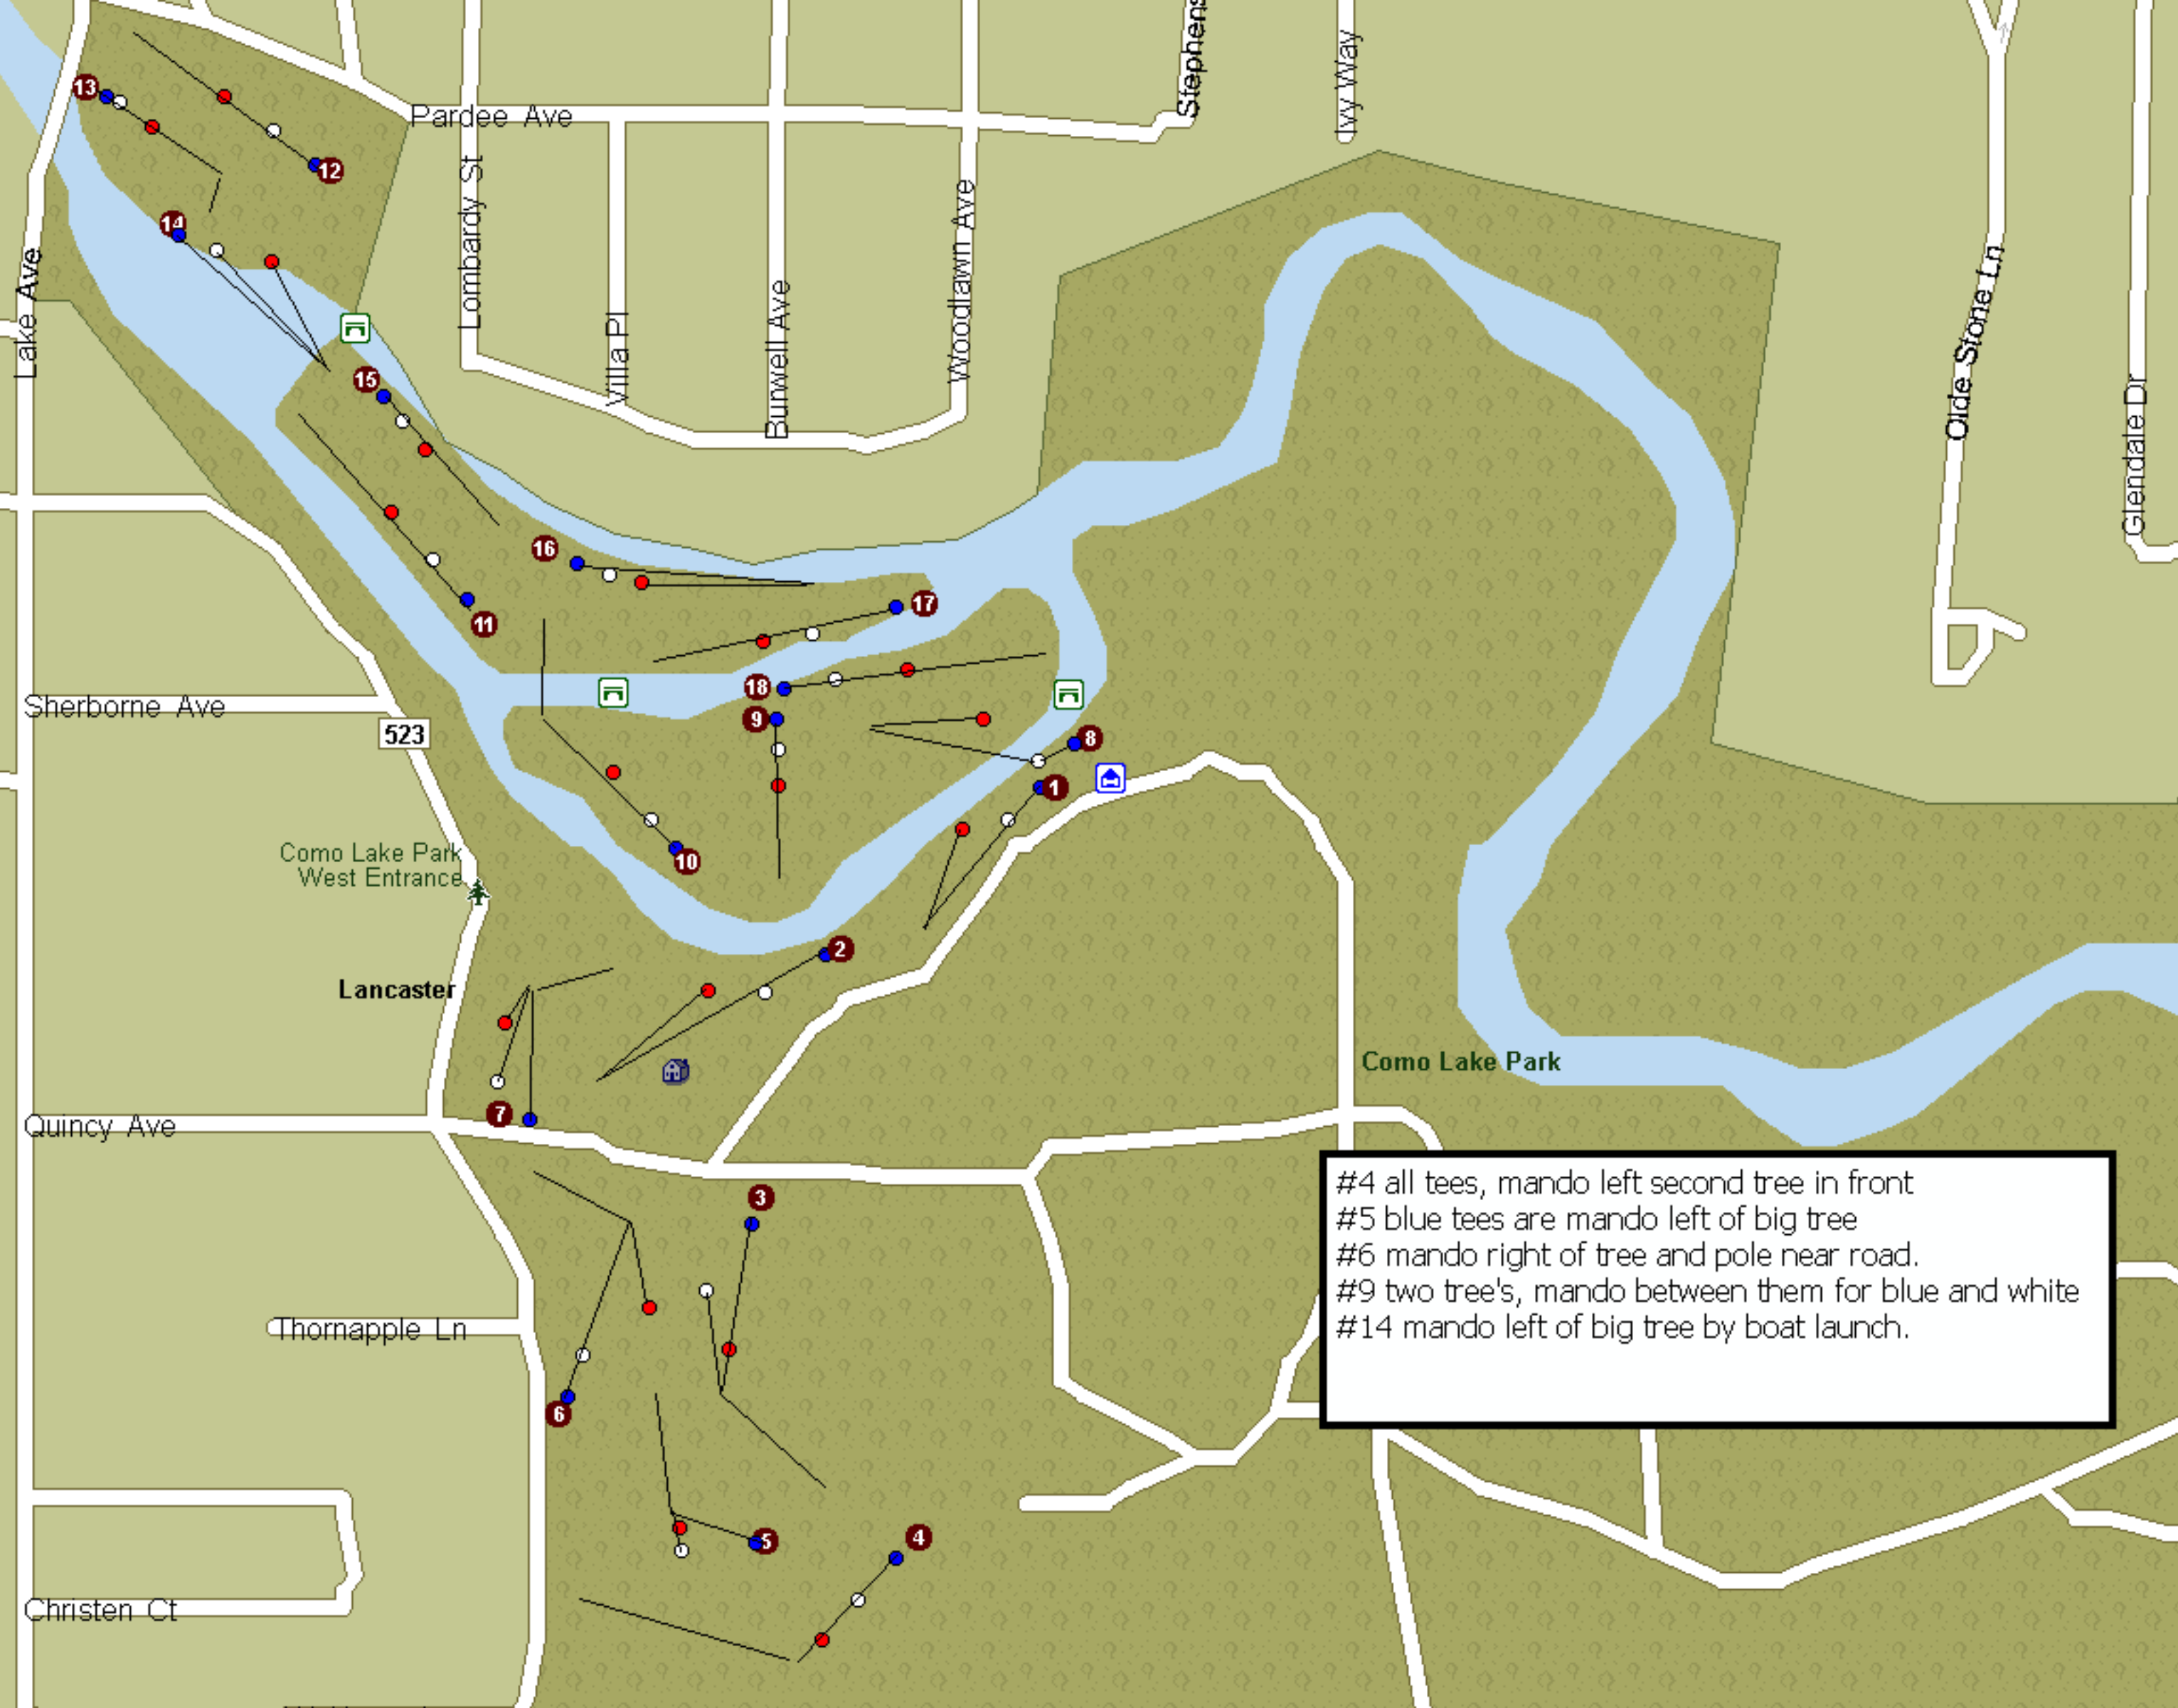 Stephens
Ivy Way
13
Pardee Ave
12
Lombardy St
14
Woodlawn Ave
Lake Ave
Olde Stone Ln
Villa Pl
Bunwell Ave
Glendale Dr
15
16
17
11
18
Sherborne Ave
9
523
8
1
Como Lake Park
West Entrance
10
2
Lancaster
Como Lake Park
7
Quincy Ave
#4 all tees, mando left second tree in front
#5 blue tees are mando left of big tree
#6 mando right of tree and pole near road.
#9 two tree's, mando between them for blue and white
#14 mando left of big tree by boat launch.
3
Thornapple Ln
6
5
4
Christen Ct